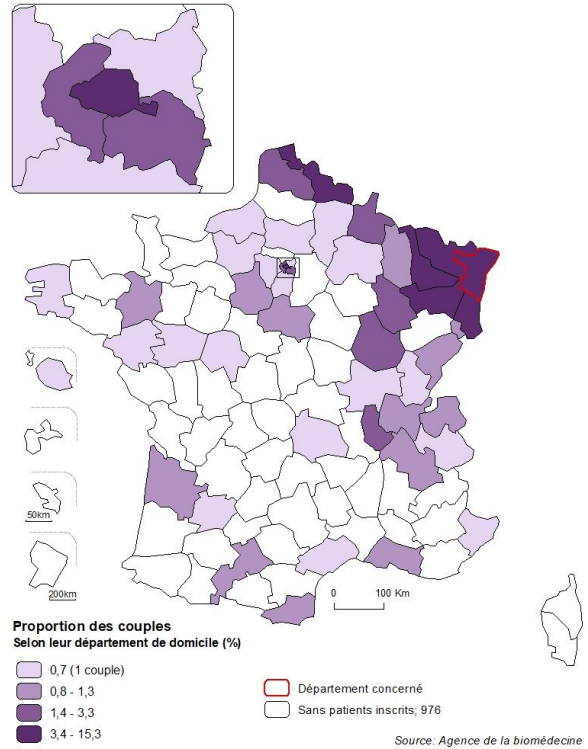 50km
200km
0 100 Km
Proportion des couples
Selon leur département de domicile (%)
0,7 (1 couple)
0,8 - 1,3
1,4 - 3,3
3,4 - 15,3
Département concerné
Sans patients inscrits; 976
Source: Agence de la biomédecine